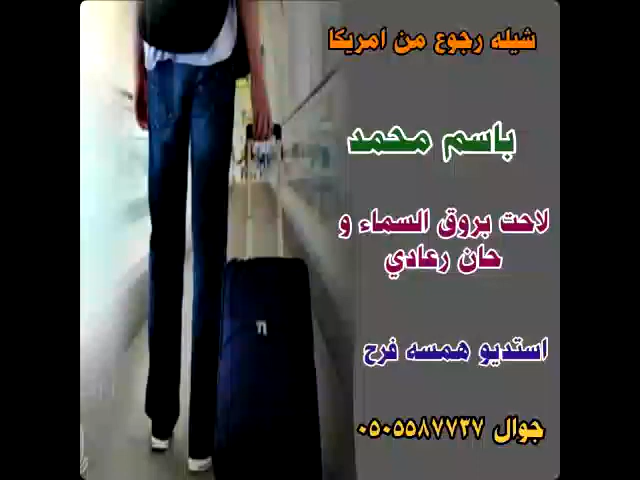 شيله رجوع من امريكا
باسم محمد
لاحت بروق السماء و
حان رعادي
استديو همسه فرح
جوال ٠٥٠٥٥٨٧٧٣٧